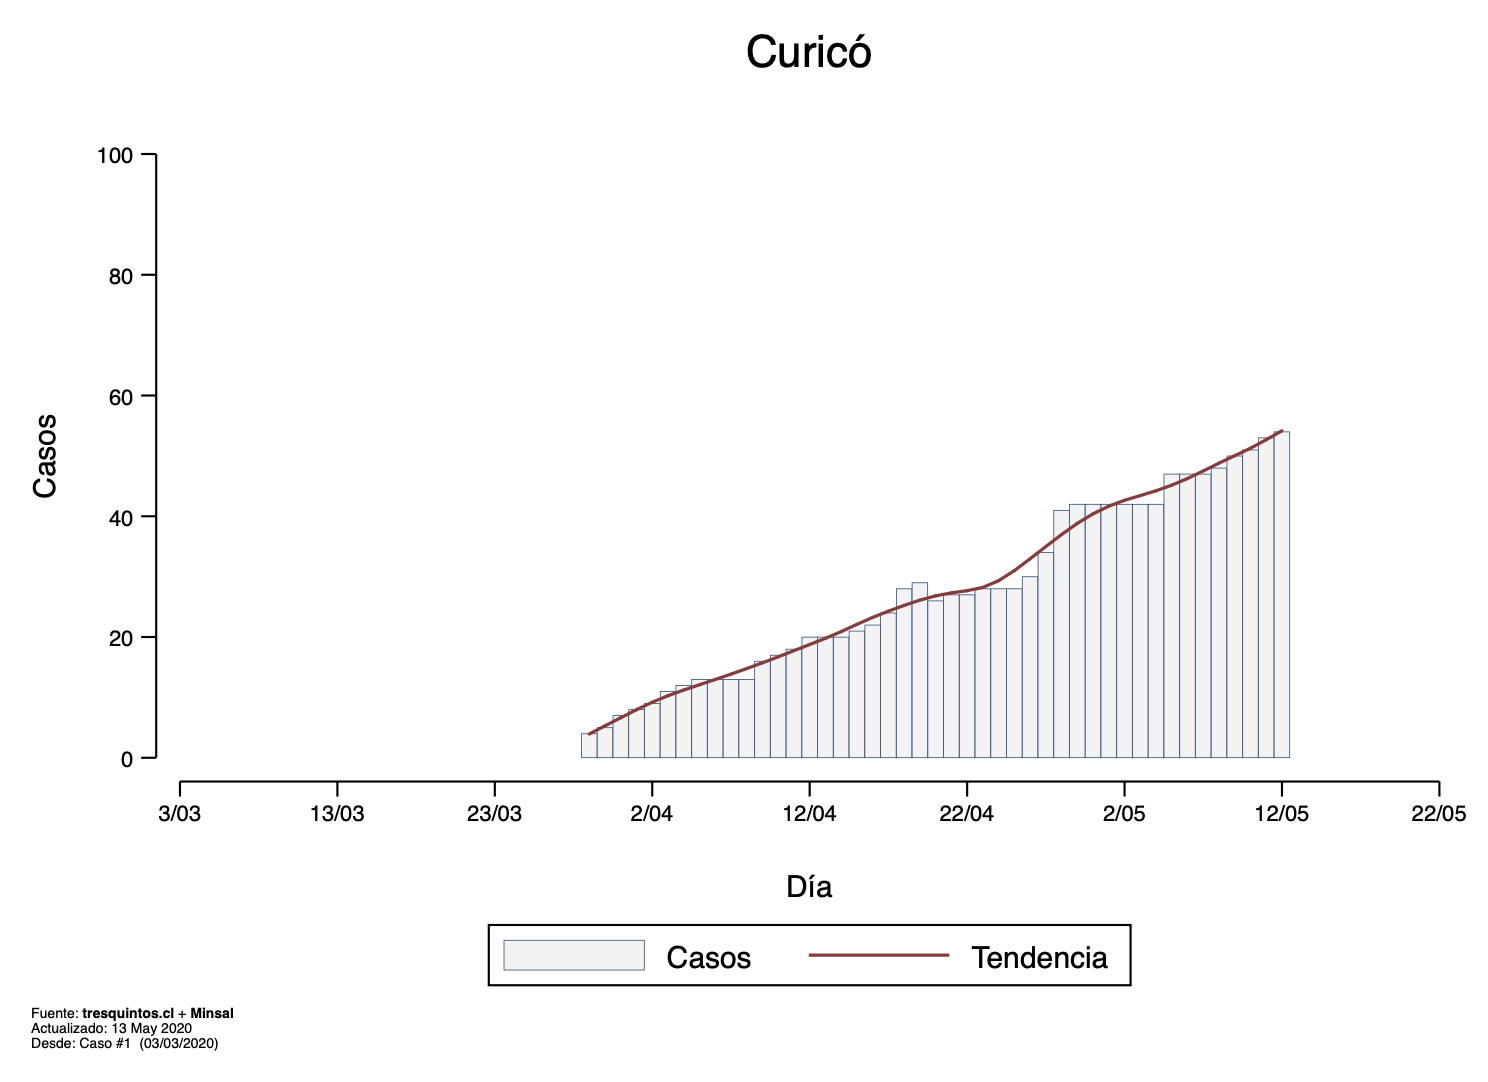 Curicó
100
80
60
40
20
0
Casos
3/03 13/03 23/03 2/04 12/04 22/04 2/05 12/05 22/05
Día
Casos Tendencia
Fuente: tresquintos.cl + Minsal
Actualizado: 13 May 2020
Desde: Caso #1 (03/03/2020)